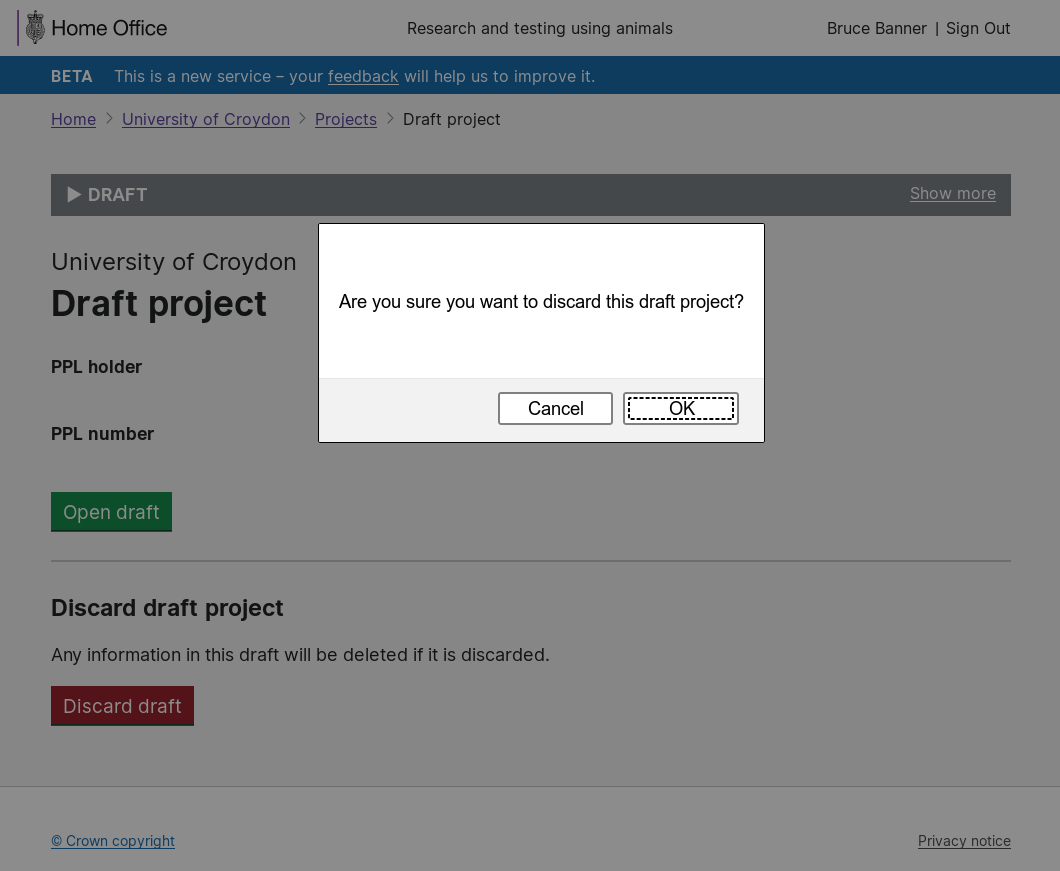 Home Office
Research and testing using animals
Bruce Banner | Sign Out
BETA This is a new service – your feedback will help us to improve it.
Home > University of Croydon > Projects > Draft project
DRAFT
Show more
University of Croydon
Draft project
Are you sure you want to discard this draft project?
Cancel
OK
PPL holder
PPL number
Open draft
Discard draft project
Any information in this draft will be deleted if it is discarded.
Discard draft
© Crown copyright
Privacy notice